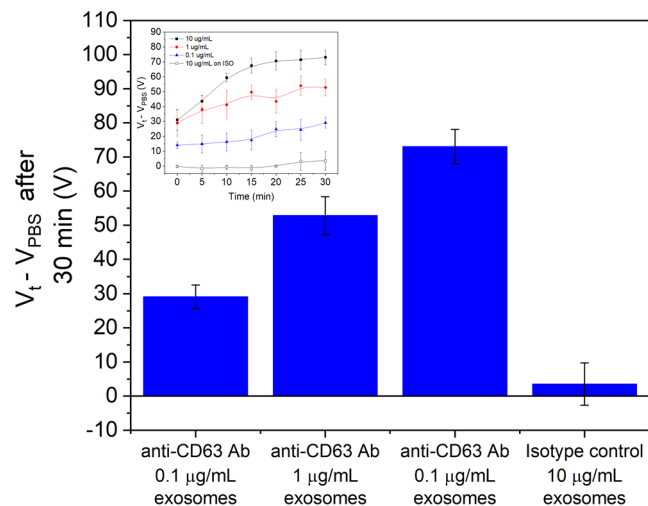 110
100
90
80
70
60
50
40
30
20
10
0
-10
Vt - VPBS after
30 min (V)
90
80
70
60
50
40
30
20
10
0
Vt - VPBS (V)
10 ug/mL
1 ug/mL
0.1 ug/mL
10 ug/mL on ISO
0 5 10 15 20 25 30
Time (min)
anti-CD63 Ab
0.1 µg/mL
exosomes
anti-CD63 Ab
1 µg/mL
exosomes
anti-CD63 Ab
0.1 µg/mL
exosomes
Isotype control
10 µg/mL
exosomes